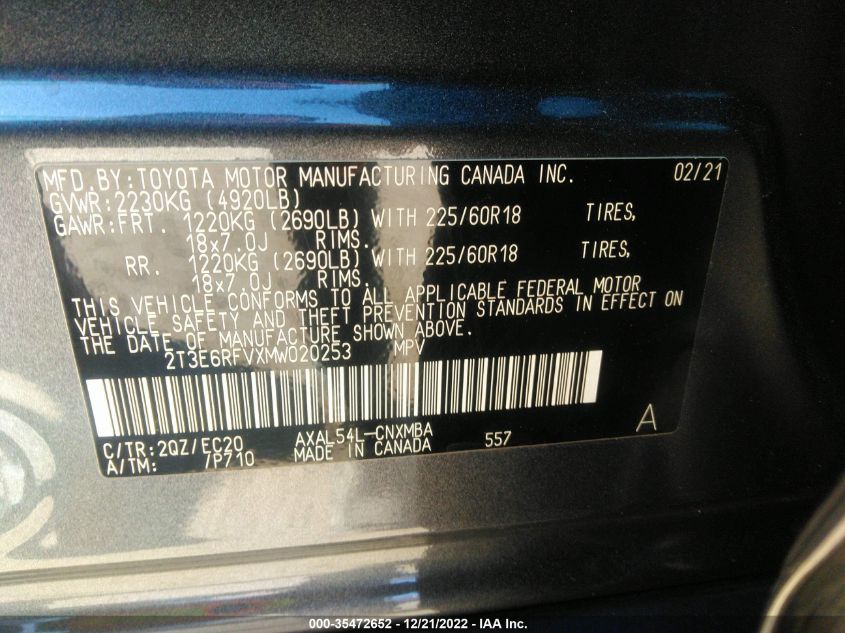 MFD.BY:TOYOTA MOTOR MANUFACTURING CANADA INC. 02/21
GVWR:2230KG (4920LB)
GAWR:FRT. 1220KG (2690LB) WITH 225/60R18 TIRES,
18x7.0J RIMS.
RR. 1220KG (2690LB) WITH 225/60R18 TIRES,
18x7.0J RIMS.
THIS VEHICLE CONFORMS TO ALL APPLICABLE FEDERAL MOTOR
VEHICLE SAFETY AND THEFT PREVENTION STANDARDS IN EFFECT ON
THE DATE OF MANUFACTURE SHOWN ABOVE.
2T3E6RFVXMW020253 MPV
C/TR:2QZ/EC20 AXAL54L-CNXMBA 557 A
A/TM: /P710 MADE IN CANADA
000-35472652 - 12/21/2022 - IAA Inc.